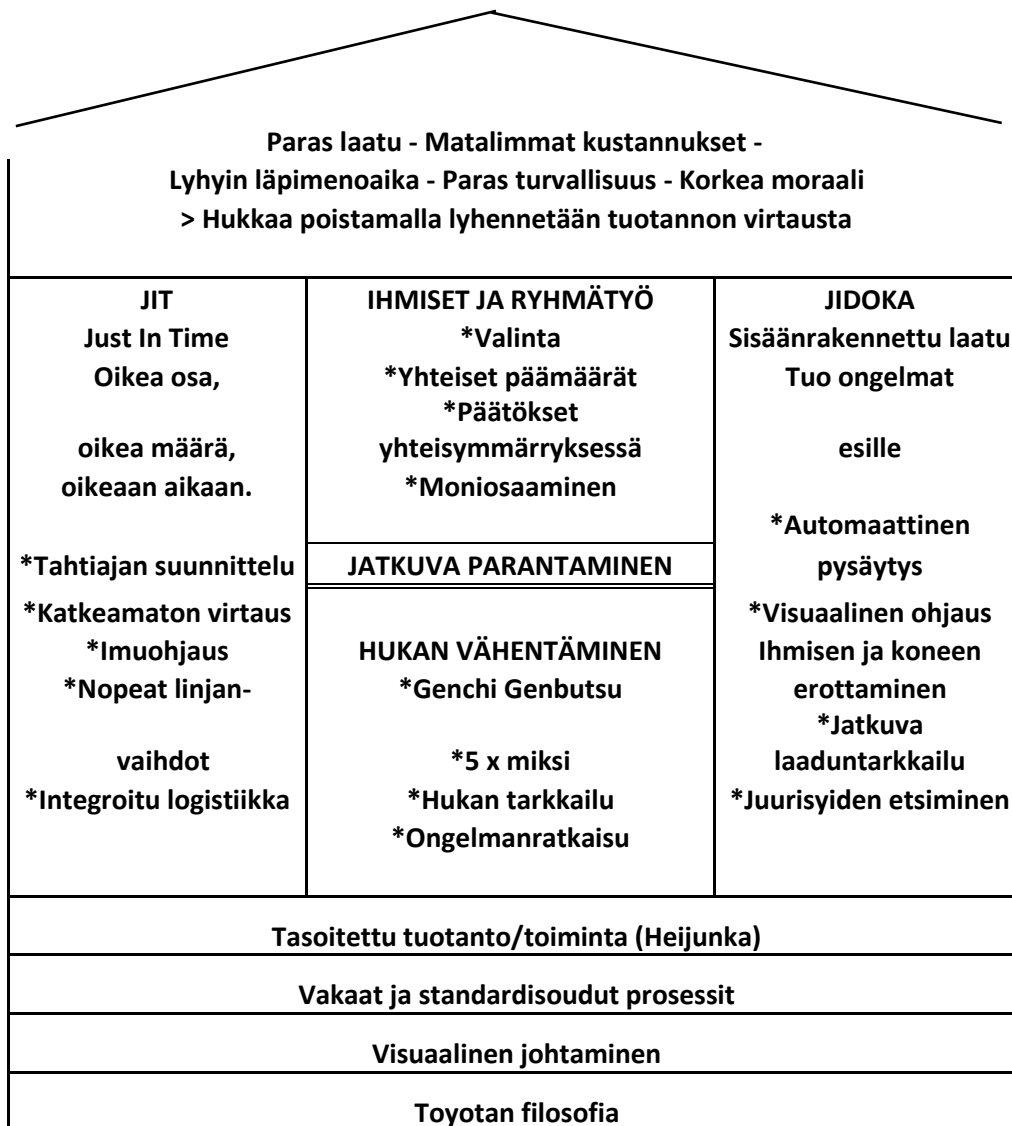 Paras laatu - Matalimmat kustannukset -
Lyhyin läpimenoaika - Paras turvallisuus - Korkea moraali
> Hukkaa poistamalla lyhennetään tuotannon virtausta
JIT
Just In Time
Oikea osa,
oikea määrä,
oikeaan aikaan.
*Tahtiajan suunnittelu
*Katkeamaton virtaus
*Imuohjaus
*Nopeat linjan-
vaihdot
*Integroitu logistiikka
IHMISET JA RYHMÄTYÖ
*Valinta
*Yhteiset päämäärät
*Päätökset
yhteisymmärryksessä
*Moniosaaminen
JATKUVA PARANTAMINEN
HUKAN VÄHENTÄMINEN
*Genchi Genbutsu
*5 x miksi
*Hukan tarkkailu
*Ongelmanratkaisu
JIDOKA
Sisäänrakennettu laatu
Tuo ongelmat
esille
*Automaattinen
pysäytys
*Visuaalinen ohjaus
Ihmisen ja koneen
erottaminen
*Jatkuva
laaduntarkkailu
*Juurisyiden etsiminen
Tasoitettu tuotanto/toiminta (Heijunka)
Vakaat ja standardisoudut prosessit
Visuaalinen johtaminen
Toyotan filosofia